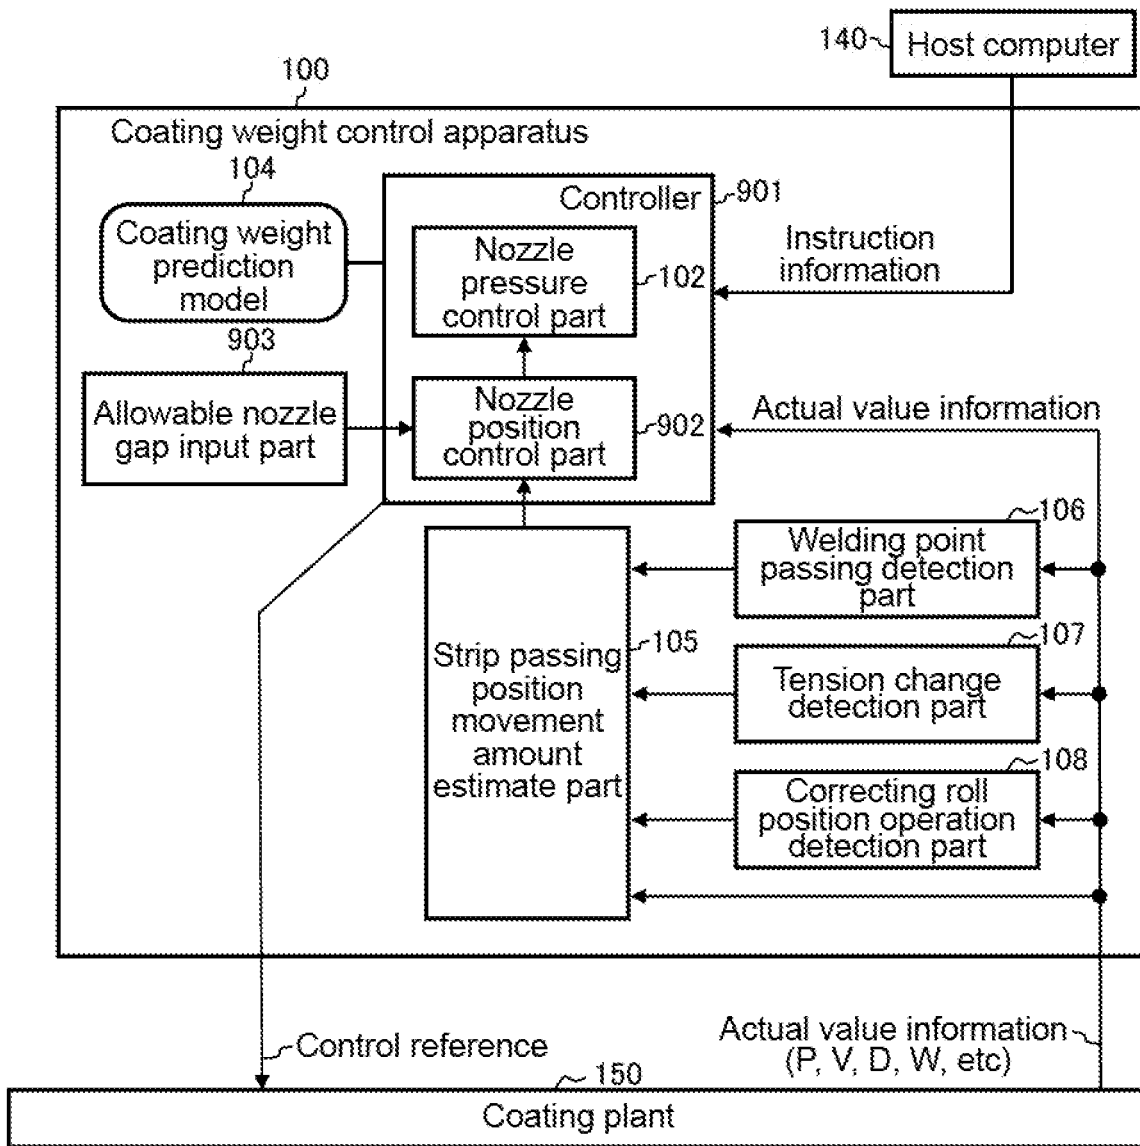 140
Host computer
100
Coating weight control apparatus
104
Coating weight
prediction
model
Controller
901
Nozzle
pressure
control part
102
Instruction
information
903
Allowable nozzle
gap input part
Nozzle
position
control part
902
Actual value information
106
Welding point
passing detection
part
105
Strip passing
position
movement
amount
estimate part
107
Tension change
detection part
108
Correcting roll
position operation
detection part
Control reference
Actual value information
(P, V, D, W, etc)
150
Coating plant